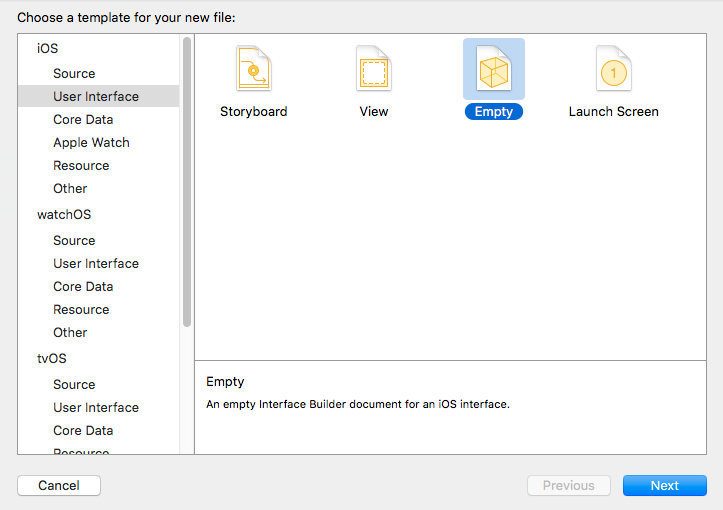 Choose a template for your new file:
iOS
Source
User Interface
Core Data
Apple Watch
Resource
Other
watchOS
Source
User Interface
Core Data
Resource
Other
tvOS
Source
User Interface
Core Data
Resource
Storyboard
View
Empty
1
Launch Screen
Empty
An empty Interface Builder document for an iOS interface.
Cancel
Previous
Next